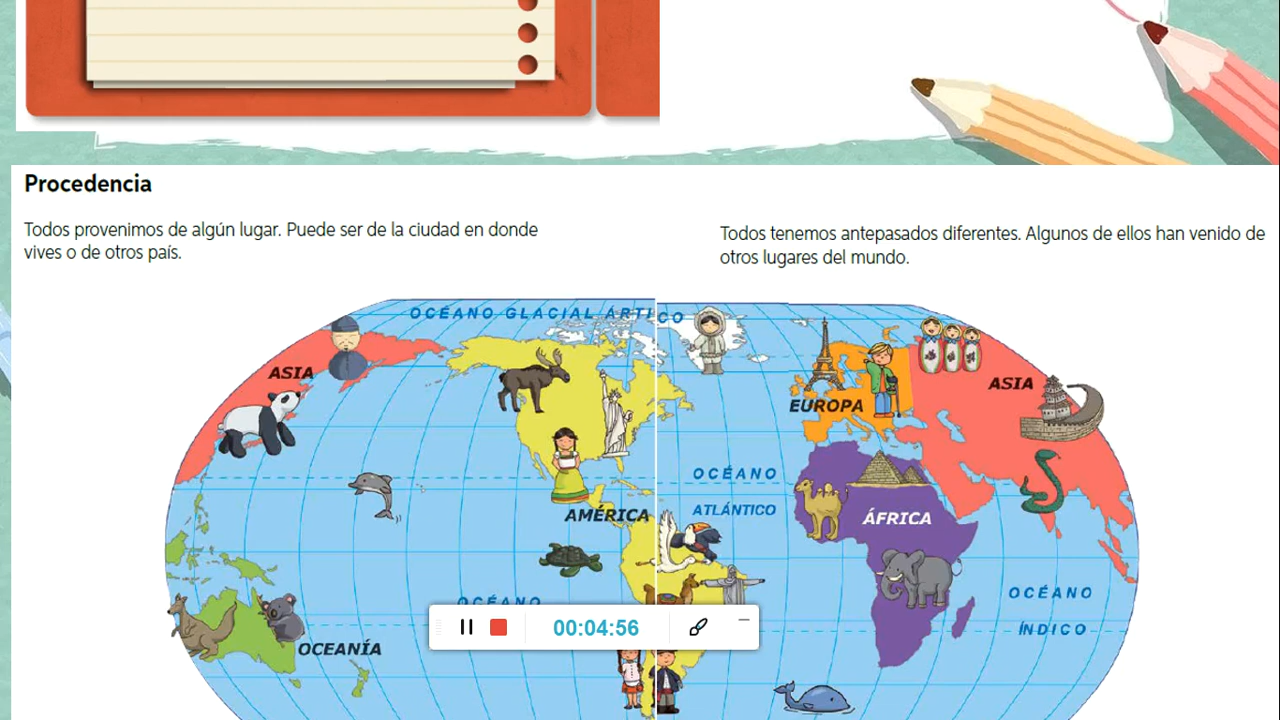 Procedencia
Todos provenimos de algún lugar. Puede ser de la ciudad en donde
vives o de otros país.
Todos tenemos antepasados diferentes. Algunos de ellos han venido de
otros lugares del mundo.
OCÉANO GLACIAL ÁRTICO
ASIA
EUROPA
ASIA
OCÉANO
ATLÁNTICO
AMÉRICA
ÁFRICA
OCÉANO
OCÉANO
ÍNDICO
OCEANÍA
00:04:56